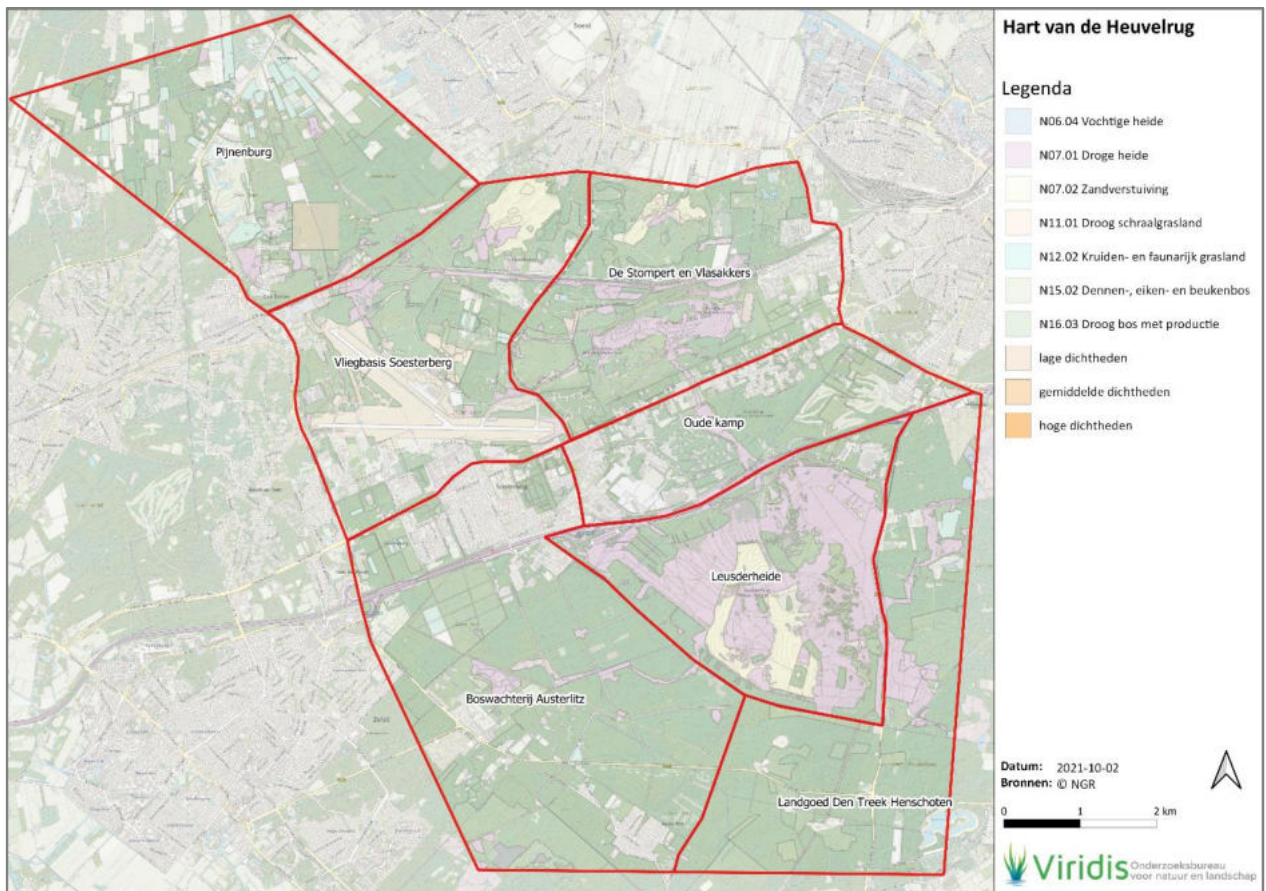 Hart van de Heuvelrug
Legenda
N06.04 Vochtige heide
N07.01 Droge heide
N07.02 Zandverstuiving
N11.01 Droog schraalgrasland
N12.02 Kruiden- en faunarijk grasland
N15.02 Dennen-, eiken- en beukenbos
N16.03 Droog bos met productie
lage dichtheden
gemiddelde dichtheden
hoge dichtheden
Pijnenburg
De Stompert en Vlasakkers
Vliegbasis Soesterberg
Oude kamp
Leusderheide
Boswachterij Austerlitz
Landgoed Den Treek Henschoten
Datum: 2021-10-02
Bronnen: © NGR
0 1 2 km
Viridis Onderzoeksbureau
voor natuur en landschap